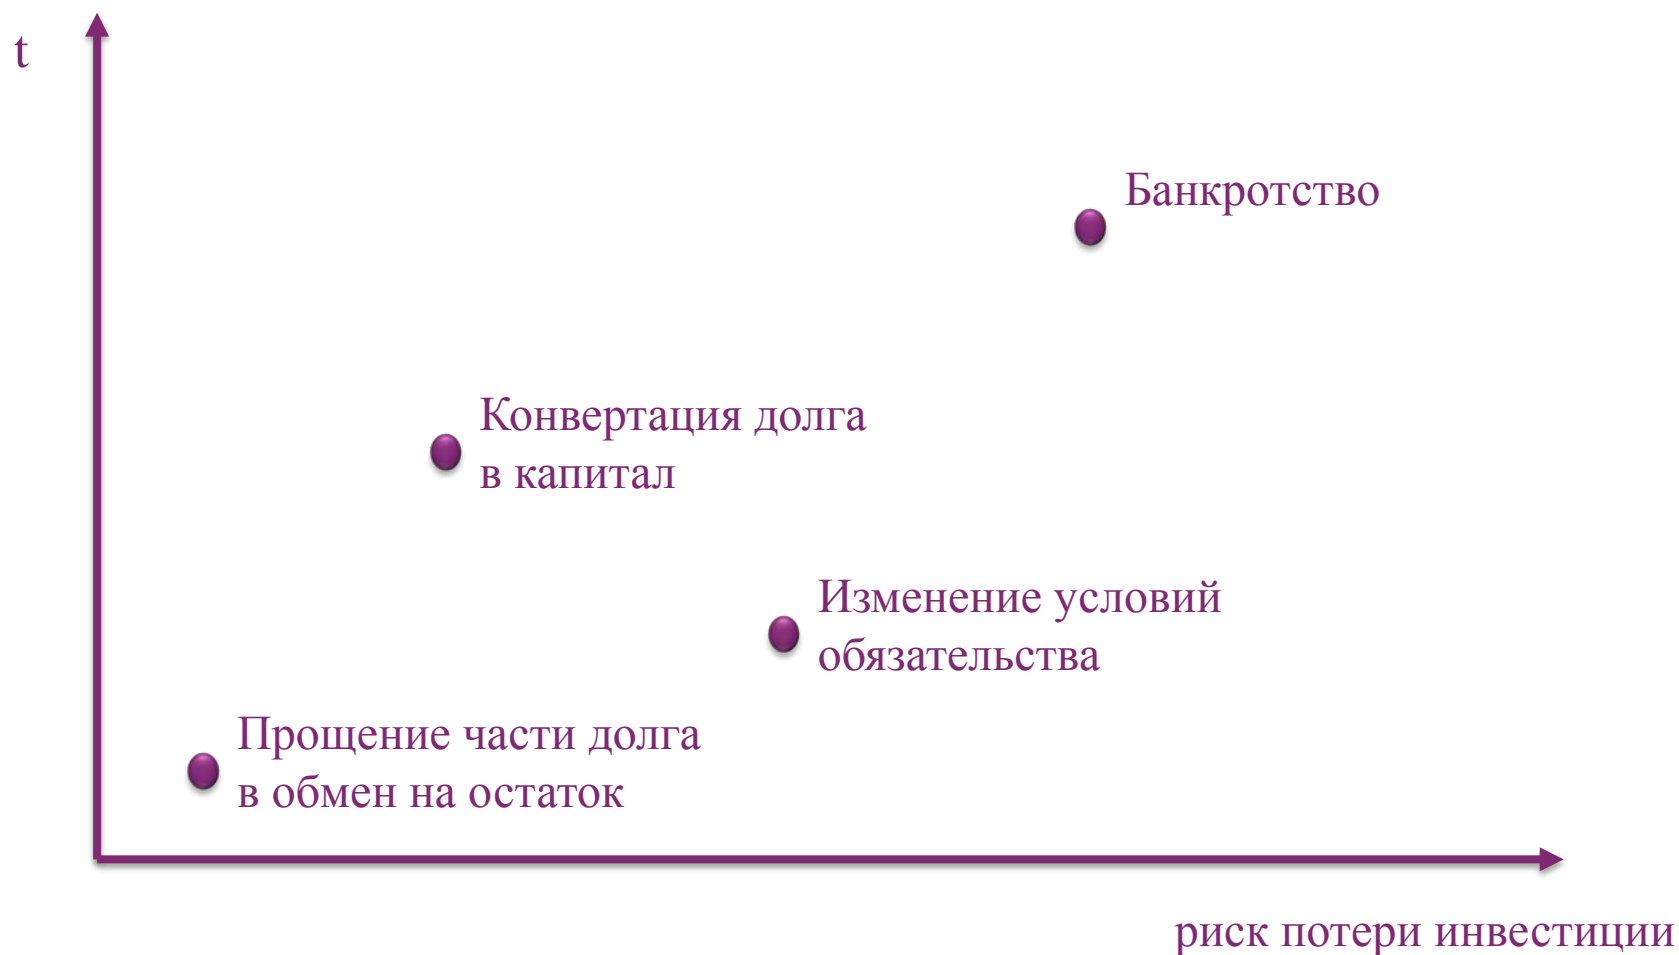 t
Банкротство
Конвертация долга
в капитал
Изменение условий
обязательства
Прощение части долга
в обмен на остаток
риск потери инвестиции